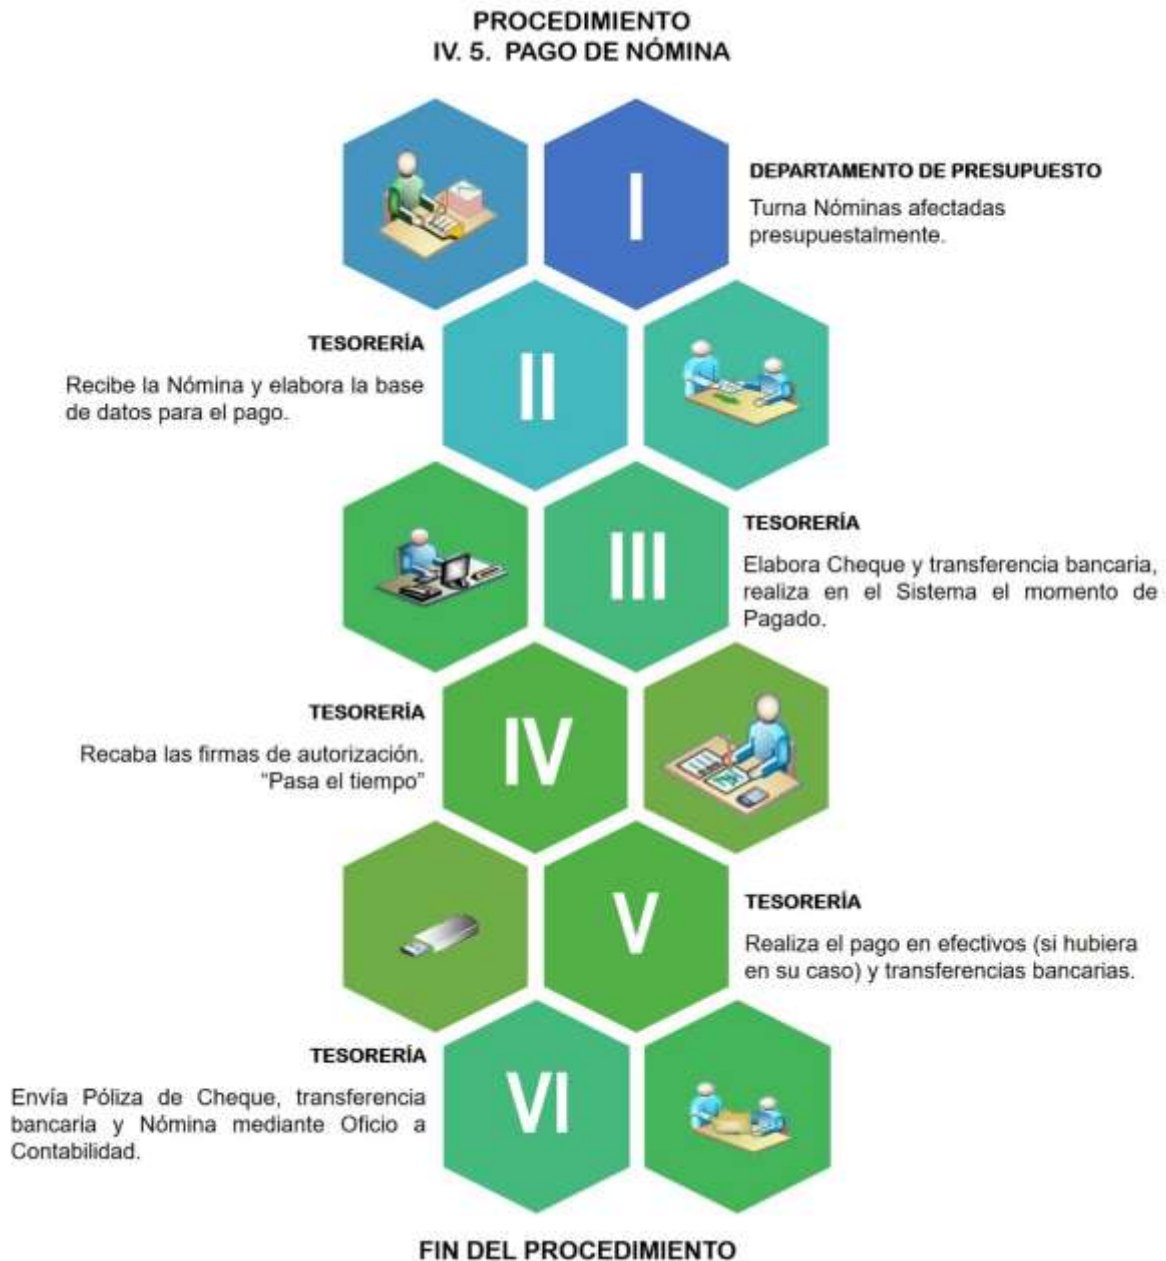 PROCEDIMIENTO
IV. 5. PAGO DE NÓMINA
I
DEPARTAMENTO DE PRESUPUESTO
Turna Nóminas afectadas
presupuestalmente.
II
TESORERÍA
Recibe la Nómina y elabora la base
de datos para el pago.
III
TESORERÍA
Elabora Cheque y transferencia bancaria,
realiza en el Sistema el momento de
Pagado.
IV
TESORERÍA
Recaba las firmas de autorización.
“Pasa el tiempo”
V
TESORERÍA
Realiza el pago en efectivos (si hubiera
en su caso) y transferencias bancarias.
VI
TESORERÍA
Envía Póliza de Cheque, transferencia
bancaria y Nómina mediante Oficio a
Contabilidad.
FIN DEL PROCEDIMIENTO